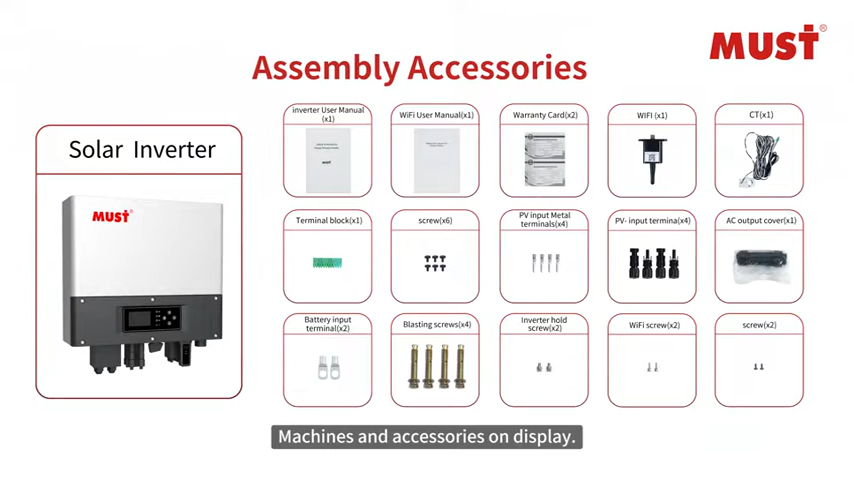 MUST®
Assembly Accessories
Solar Inverter
MUST
inverter User Manual
(x1)
WiFi User Manual(x1)
Warranty Card(x2)
WIFI (x1)
CT(x1)
Terminal block(x1)
screw(x6)
PV input Metal
terminals(x4)
PV- input termina(x4)
AC output cover(x1)
Battery input
terminal(x2)
Blasting screws(x4)
Inverter hold
screw(x2)
WiFi screw(x2)
screw(x2)
Machines and accessories on display.